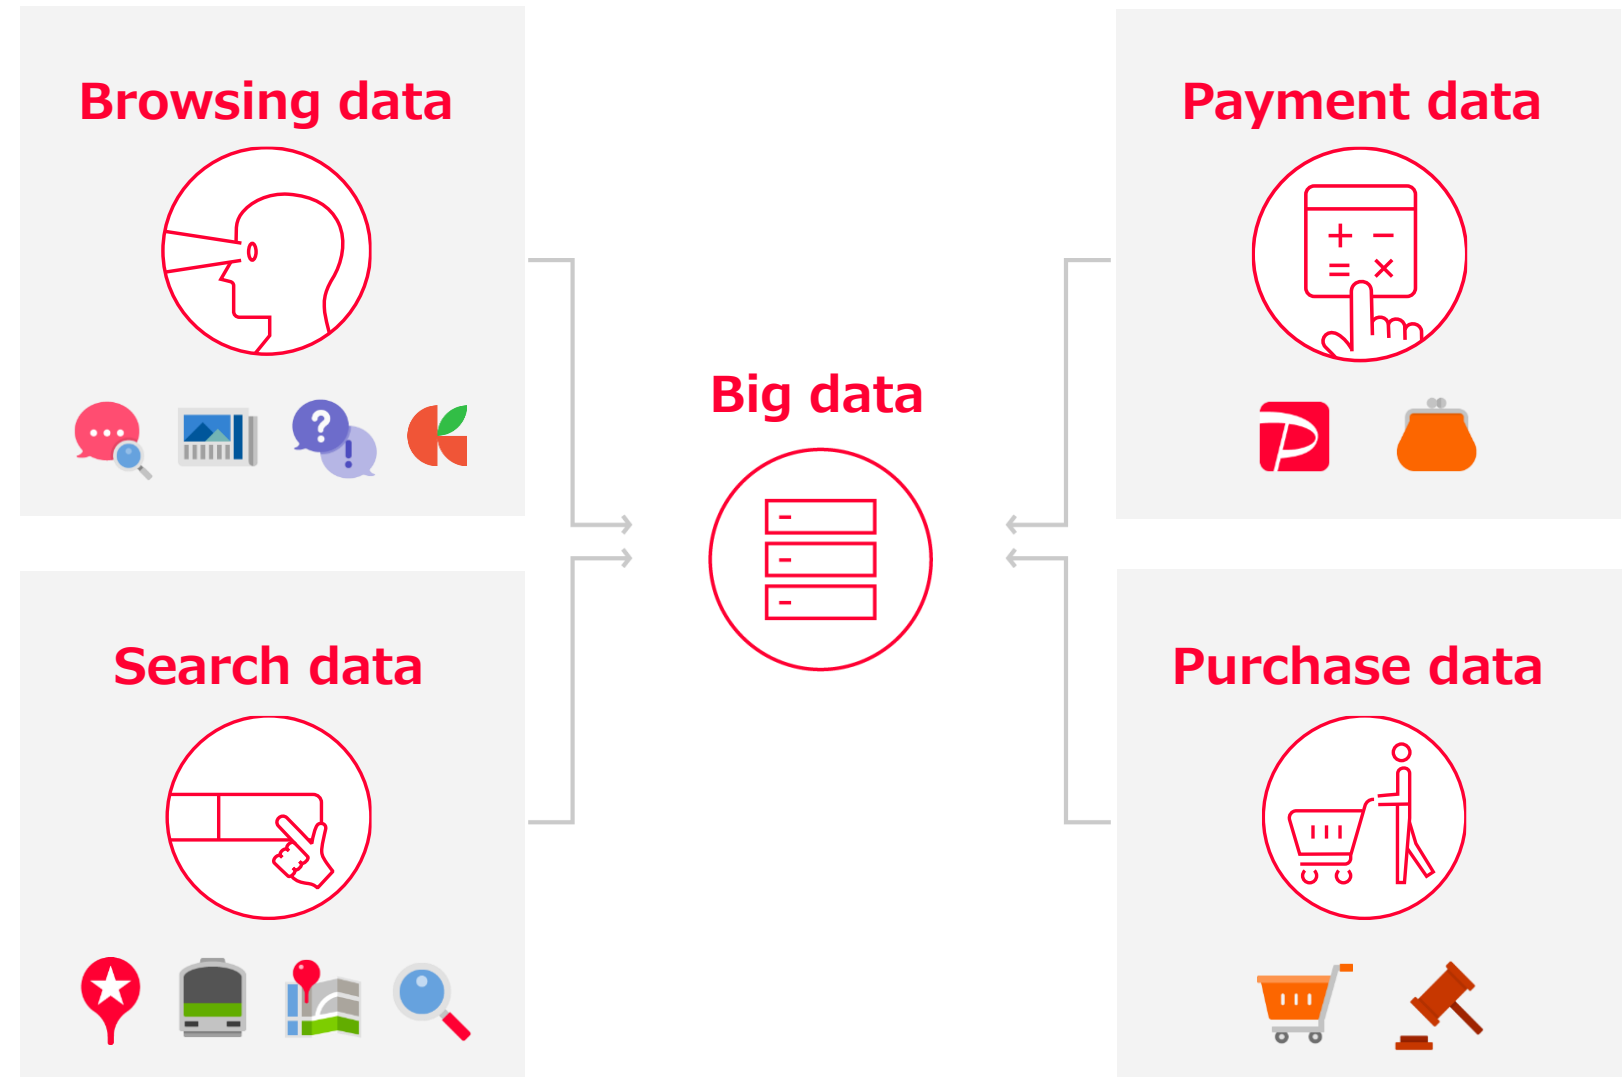 Browsing data
Payment data
Big data
Search data
Purchase data